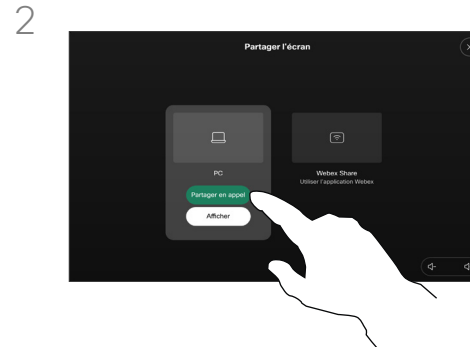 2
Partager l'écran
PC
Webex Share
Utiliser l'application Webex
Partager en appel
Afficher